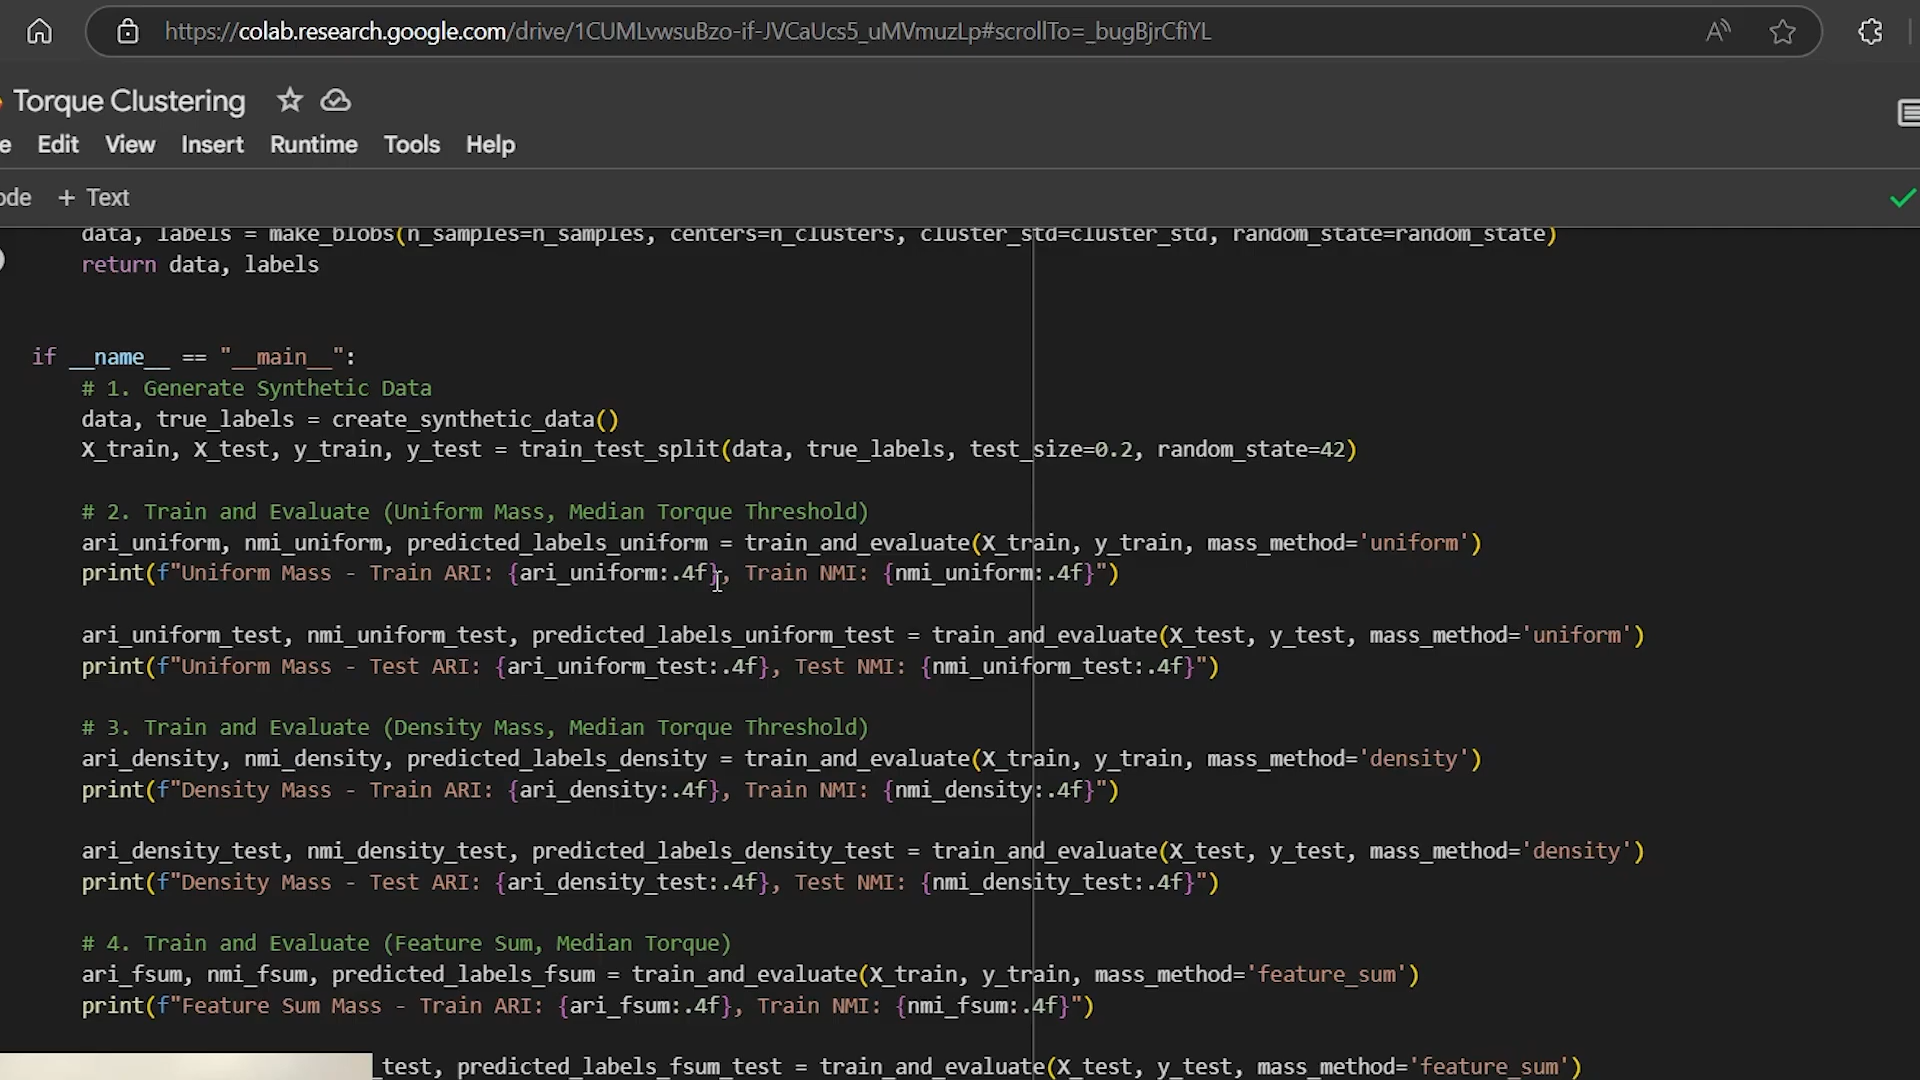 https://colab.research.google.com/drive/1CUMLvwsuBzo-if-JVCaUcs5_uMVmuzLp#scrollTo=_bugBjrCfiYL
Torque Clustering
e Edit View Insert Runtime Tools Help
ode + Text
data, labels = make_blobs(n_samples=n_samples, centers=n_clusters, cluster_std=cluster_std, random_state=random_state)
return data, labels
if __name__ == "__main__":
# 1. Generate Synthetic Data
data, true_labels = create_synthetic_data()
X_train, X_test, y_train, y_test = train_test_split(data, true_labels, test_size=0.2, random_state=42)
# 2. Train and Evaluate (Uniform Mass, Median Torque Threshold)
ari_uniform, nmi_uniform, predicted_labels_uniform = train_and_evaluate(X_train, y_train, mass_method='uniform')
print(f"Uniform Mass - Train ARI: {ari_uniform:.4f}, Train NMI: {nmi_uniform:.4f}")
ari_uniform_test, nmi_uniform_test, predicted_labels_uniform_test = train_and_evaluate(X_test, y_test, mass_method='uniform')
print(f"Uniform Mass - Test ARI: {ari_uniform_test:.4f}, Test NMI: {nmi_uniform_test:.4f}")
# 3. Train and Evaluate (Density Mass, Median Torque Threshold)
ari_density, nmi_density, predicted_labels_density = train_and_evaluate(X_train, y_train, mass_method='density')
print(f"Density Mass - Train ARI: {ari_density:.4f}, Train NMI: {nmi_density:.4f}")
ari_density_test, nmi_density_test, predicted_labels_density_test = train_and_evaluate(X_test, y_test, mass_method='density')
print(f"Density Mass - Test ARI: {ari_density_test:.4f}, Test NMI: {nmi_density_test:.4f}")
# 4. Train and Evaluate (Feature Sum, Median Torque)
ari_fsum, nmi_fsum, predicted_labels_fsum = train_and_evaluate(X_train, y_train, mass_method='feature_sum')
print(f"Feature Sum Mass - Train ARI: {ari_fsum:.4f}, Train NMI: {nmi_fsum:.4f}")
_test, predicted_labels_fsum_test = train_and_evaluate(X_test, y_test, mass_method='feature_sum')